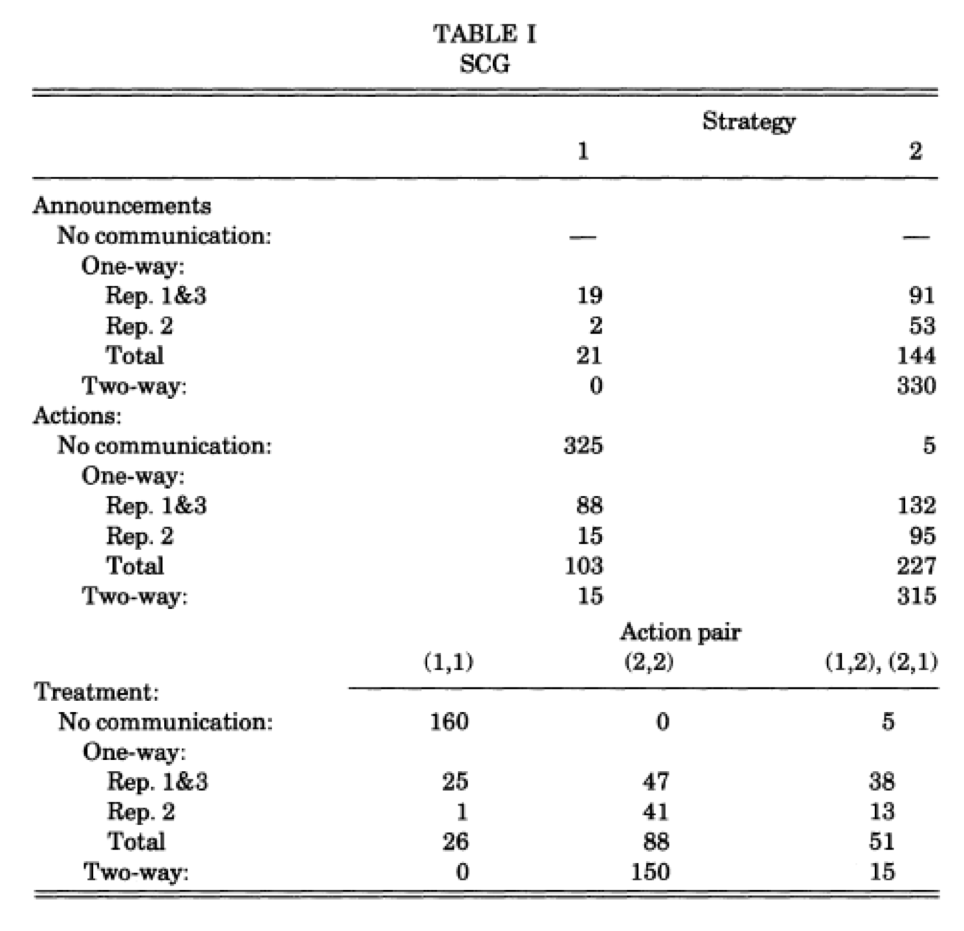 TABLE I
SCG
Strategy
1 2
Announcements
No communication: — —
One-way:
Rep. 1&3 19 91
Rep. 2 2 53
Total 21 144
Two-way: 0 330
Actions:
No communication: 325 5
One-way:
Rep. 1&3 88 132
Rep. 2 15 95
Total 103 227
Two-way: 15 315
Action pair
(1,1) (2,2) (1,2), (2,1)
Treatment:
No communication: 160 0 5
One-way:
Rep. 1&3 25 47 38
Rep. 2 1 41 13
Total 26 88 51
Two-way: 0 150 15